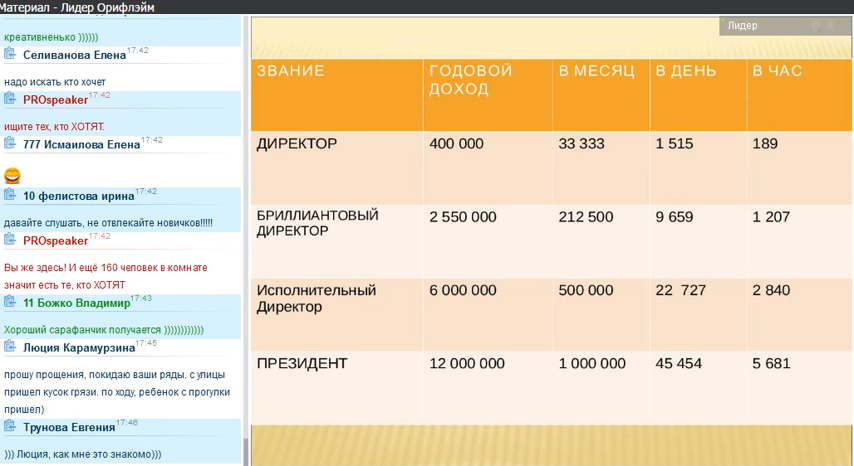 Материал - Лидер Орифлэйм
креативненько ))))))
Селиванова Елена 17:42
надо искать кто хочет
PROspeaker 17:42
ищите тех, кто ХОТЯТ.
777 Исмаилова Елена 17:42
10 фелистова ирина 17:42
давайте слушать, не отвлекайте новичков!!!!!
PROspeaker 17:42
Вы же здесь! И ещё 160 человек в комнате
значит есть те, кто ХОТЯТ
11 Божко Владимир 17:43
Хороший сарафанчик получается ))))))))))))
Люция Карамурзина 17:45
прошу прощения, покидаю ваши ряды. с улицы
пришел кусок грязи. по ходу, ребенок с прогулки
пришел)
Трунова Евгения 17:46
))) Люция, как мне это знакомо)))
Лидер
ЗВАНИЕ ГОДОВОЙ ДОХОД В МЕСЯЦ В ДЕНЬ В ЧАС
ДИРЕКТОР 400 000 33 333 1 515 189
БРИЛЛИАНТОВЫЙ ДИРЕКТОР 2 550 000 212 500 9 659 1 207
Исполнительный Директор 6 000 000 500 000 22 727 2 840
ПРЕЗИДЕНТ 12 000 000 1 000 000 45 454 5 681